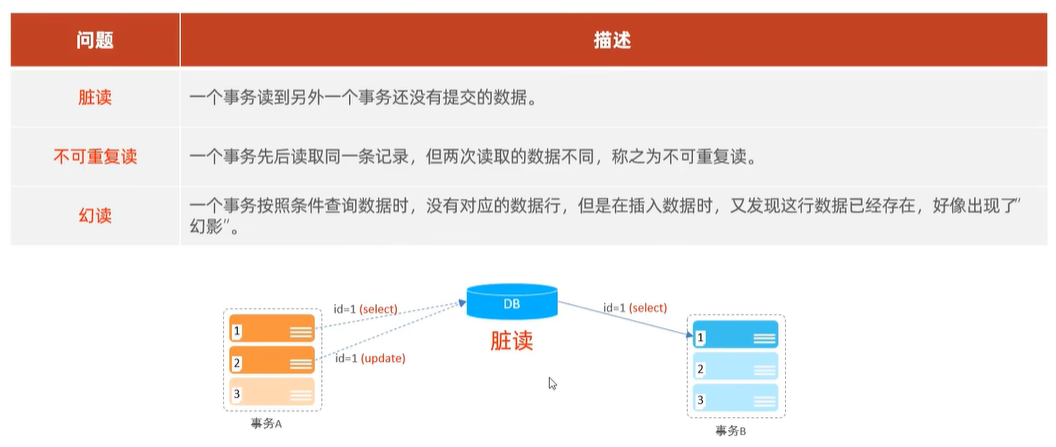 问题 描述
脏读 一个事务读到另外一个事务还没有提交的数据。
不可重复读 一个事务先后读取同一条记录，但两次读取的数据不同，称之为不可重复读。
幻读 一个事务按照条件查询数据时，没有对应的数据行，但是在插入数据时，又发现这行数据已经存在，好像出现了"
幻影"。
DB
脏读
id=1 (select)
id=1 (update)
1
2
3
事务A
id=1 (select)
1
2
3
事务B